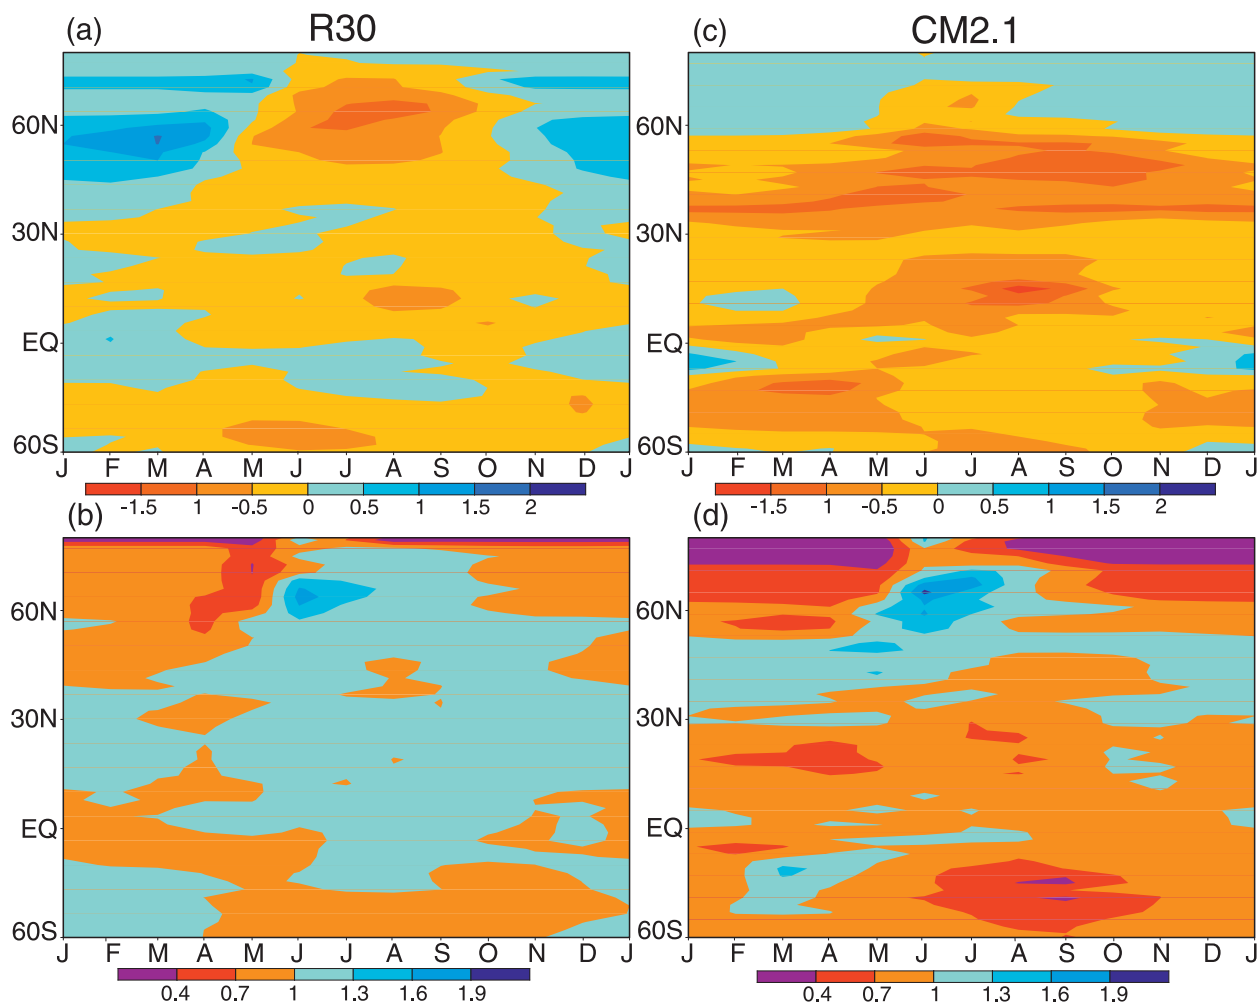 (a) R30
(c) CM2.1
60N
30N
EQ
60S
J F M A M J J A S O N D J
-1.5 1 -0.5 0 0.5 1 1.5 2
60N
30N
EQ
60S
J F M A M J J A S O N D J
-1.5 1 -0.5 0 0.5 1 1.5 2
(b)
60N
30N
EQ
60S
J F M A M J J A S O N D J
0.4 0.7 1 1.3 1.6 1.9
(d)
60N
30N
EQ
60S
J F M A M J J A S O N D J
0.4 0.7 1 1.3 1.6 1.9